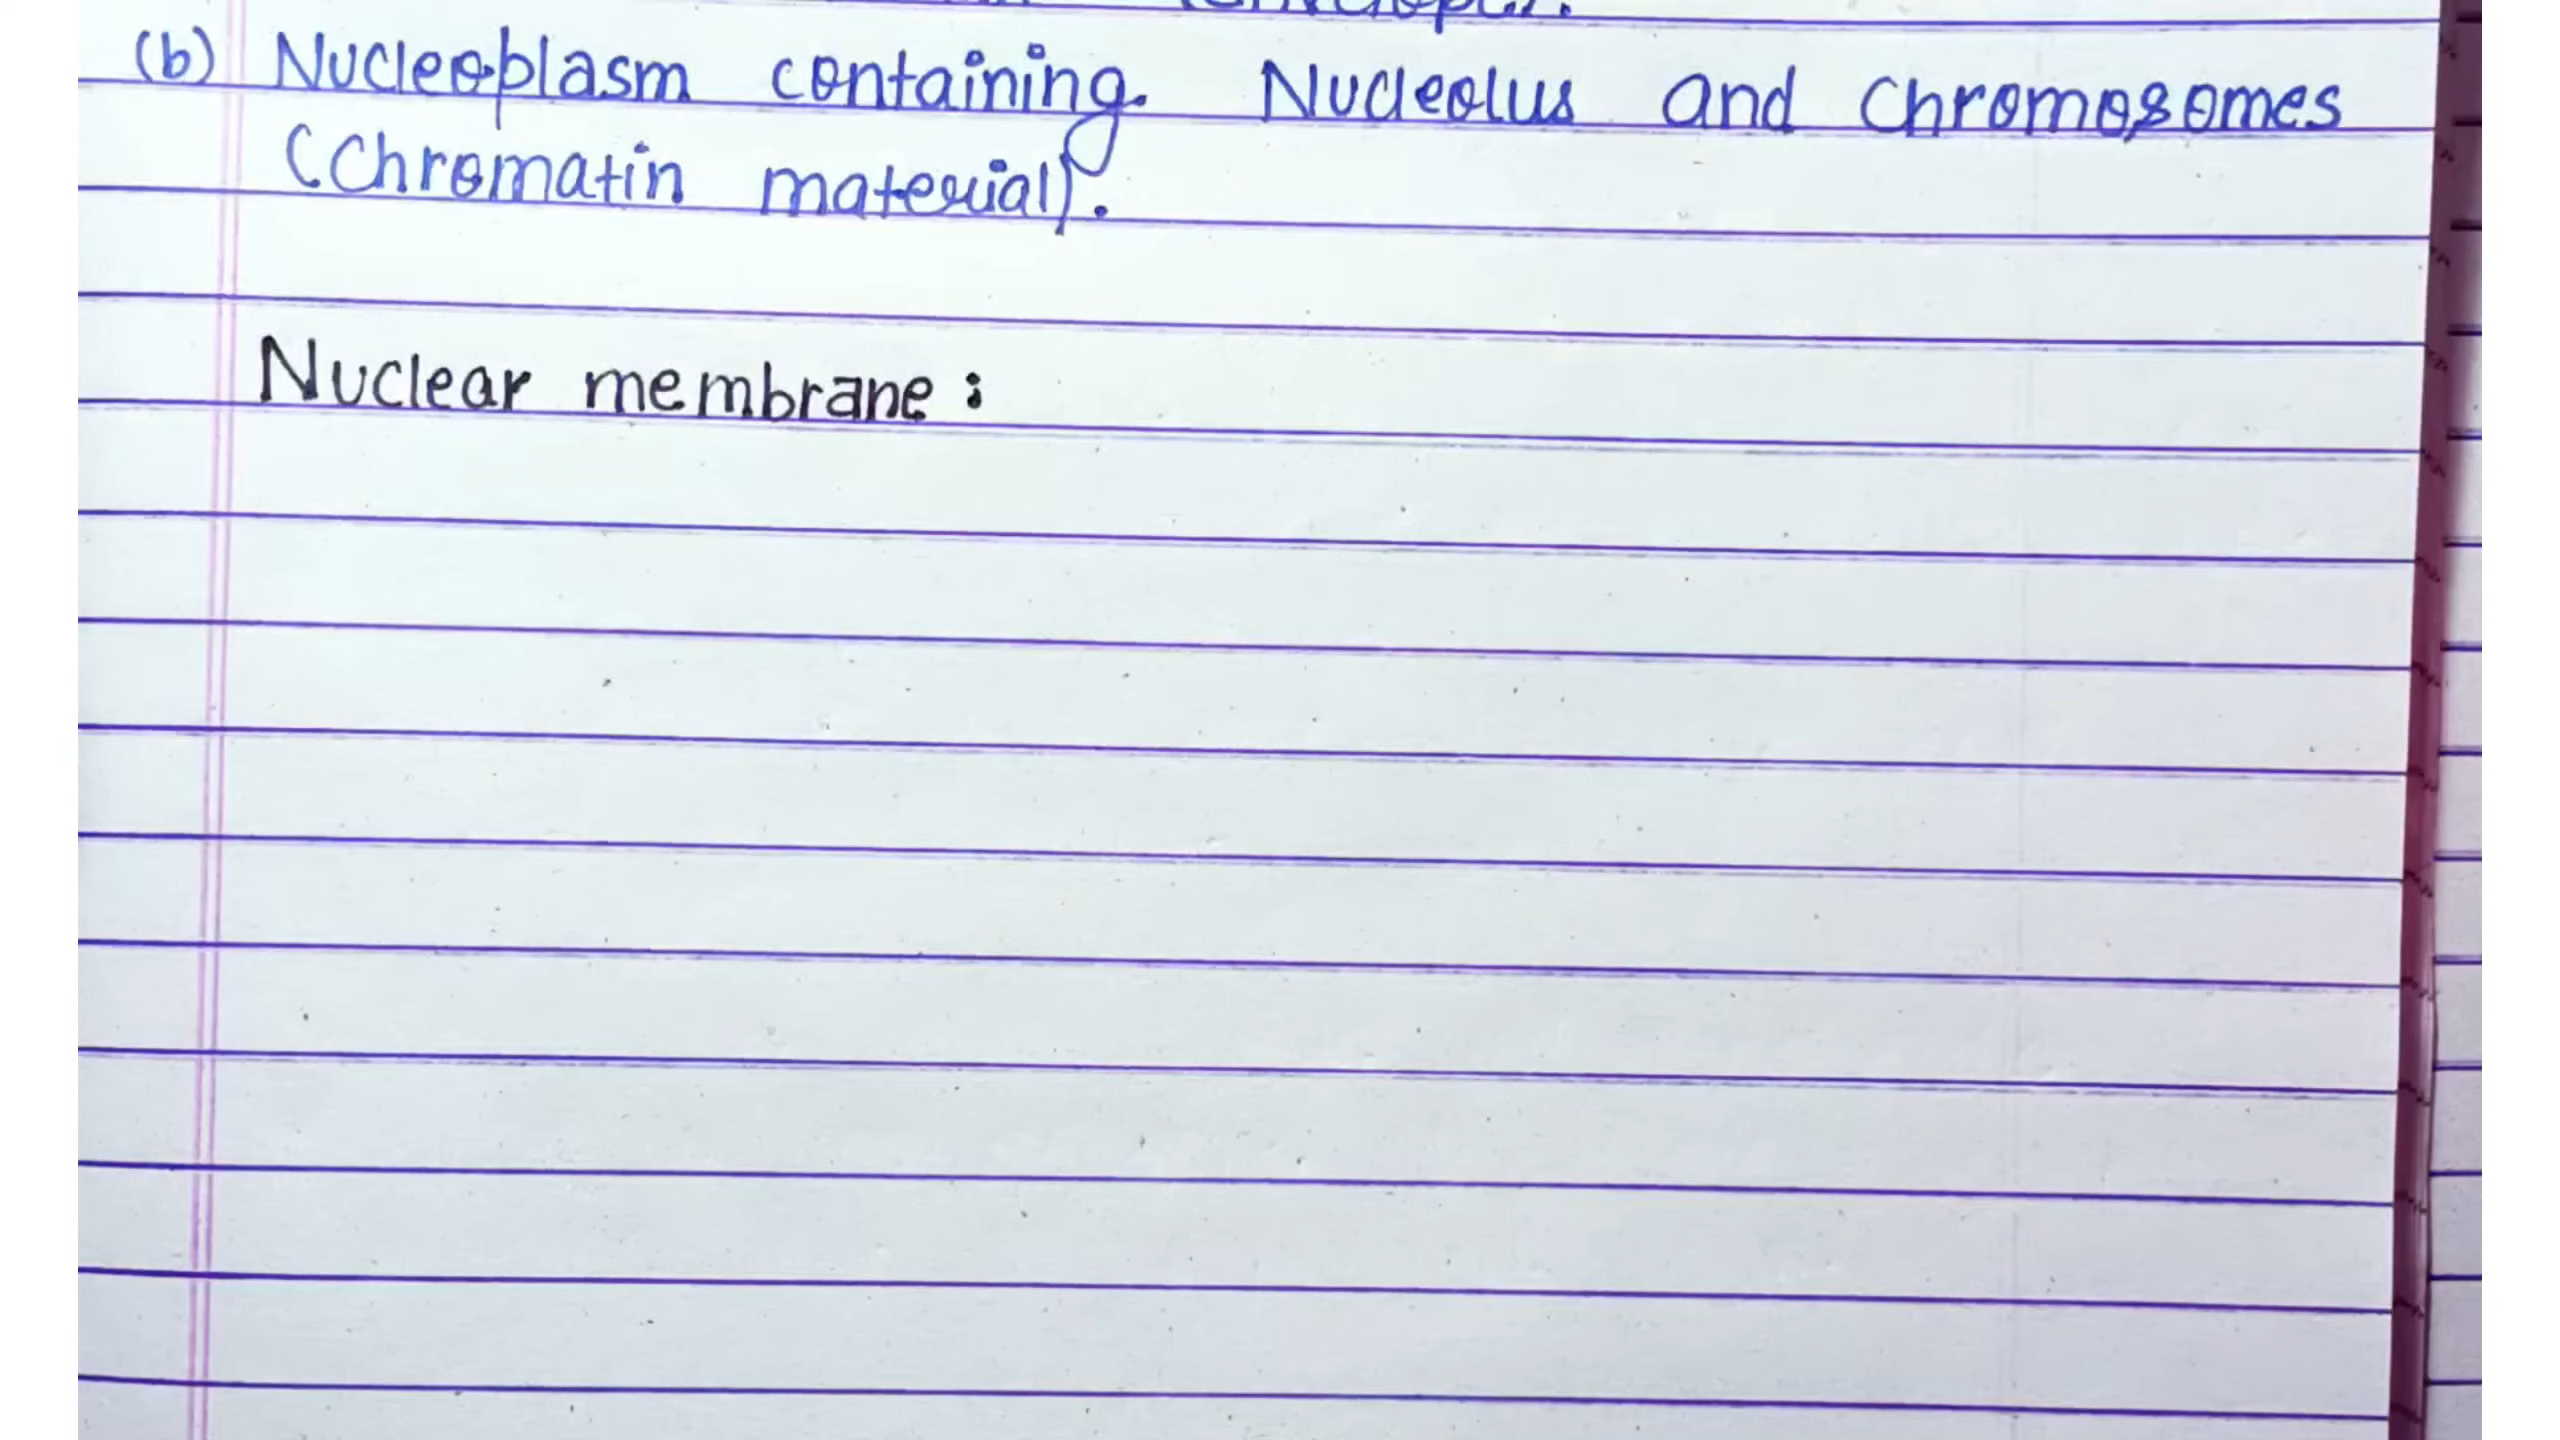 (b) Nucleoplasm containing Nucleolus and Chromosomes
(Chromatin material).
Nuclear membrane :